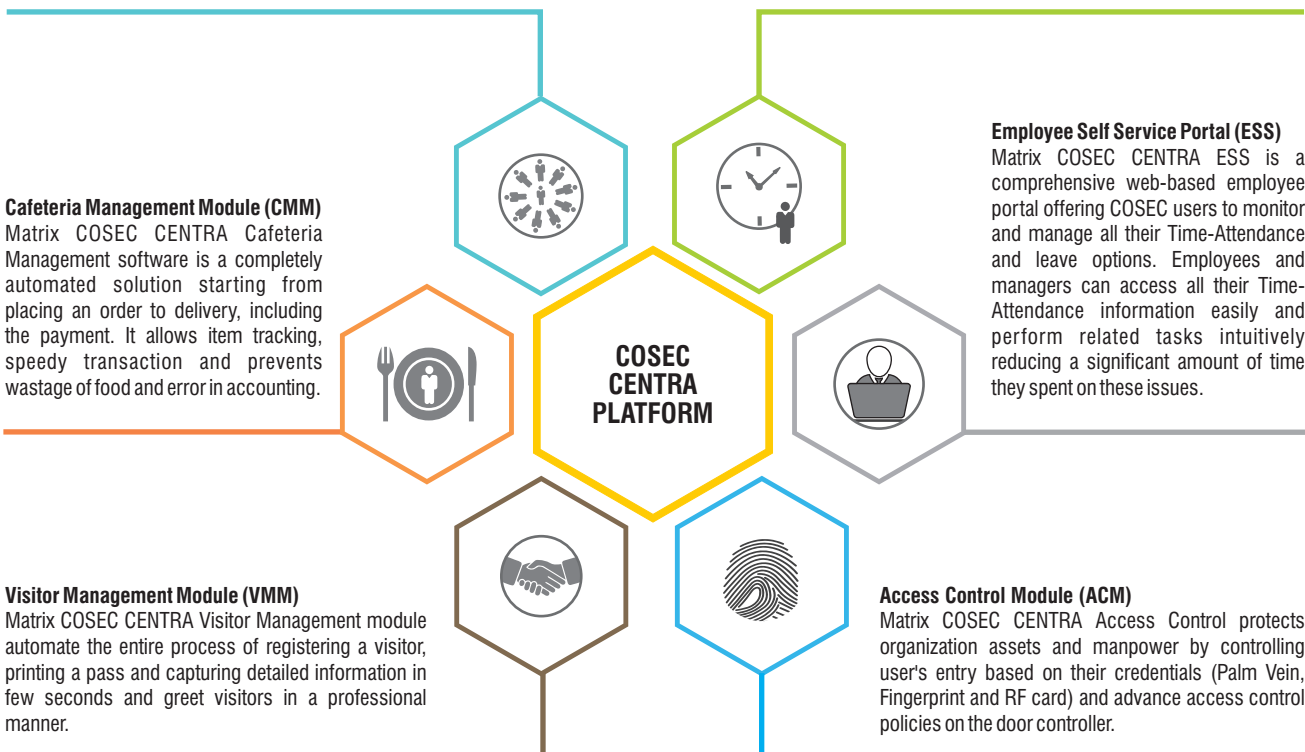 Cafeteria Management Module (CMM)
Matrix COSEC CENTRA Cafeteria
Management software is a completely
automated solution starting from
placing an order to delivery, including
the payment. It allows item tracking,
speedy transaction and prevents
wastage of food and error in accounting.
Employee Self Service Portal (ESS)
Matrix COSEC CENTRA ESS is a
comprehensive web-based employee
portal offering COSEC users to monitor
and manage all their Time-Attendance
and leave options. Employees and
managers can access all their Time-
Attendance information easily and
perform related tasks intuitively
reducing a significant amount of time
they spent on these issues.
COSEC
CENTRA
PLATFORM
Visitor Management Module (VMM)
Matrix COSEC CENTRA Visitor Management module
automate the entire process of registering a visitor,
printing a pass and capturing detailed information in
few seconds and greet visitors in a professional
manner.
Access Control Module (ACM)
Matrix COSEC CENTRA Access Control protects
organization assets and manpower by controlling
user's entry based on their credentials (Palm Vein,
Fingerprint and RF card) and advance access control
policies on the door controller.